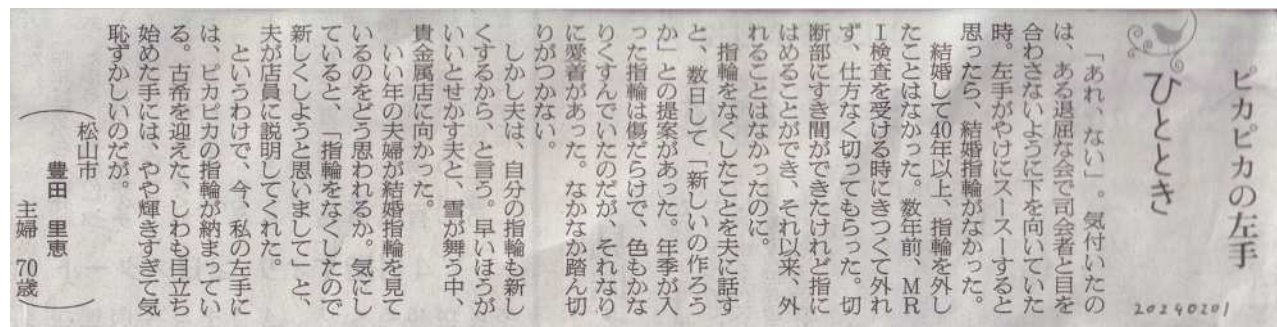 ピカピカの左手
ひととき
20240201
「あれ、ない」。気付いたの
は、ある退屈な会で司会者と目を
合わさないように下を向いていた
時。左手がやけにスースーすると
思ったら、結婚指輪がなかった。
結婚して40年以上、指輪を外し
たことはなかった。数年前、MR
I検査を受ける時にきつくて外れ
ず、仕方なく切ってもらった。切
断部にすき間ができたけれど指に
はめることができ、それ以来、外
れることはなかったのに。
指輪をなくしたことを夫に話す
と、数日して「新しいの作ろう
か」との提案があった。年季が入
った指輪は傷だらけで、色もかな
りくすんでいたのだが、それなり
に愛着があった。なかなか踏ん切
りがつかない。
しかし夫は、自分の指輪も新し
くするから、と言う。早いほうが
いいとせかす夫と、雪が舞う中、
貴金属店に向かった。
いい年の夫婦が結婚指輪を見て
いるのをどう思われるか。気にし
ていると、「指輪をなくしたので
新しくしようと思いまして」と、
夫が店員に説明してくれた。
というわけで、今、私の左手に
は、ピカピカの指輪が納まってい
る。古希を迎えた、しわも目立ち
始めた手には、やや輝きすぎて気
恥ずかしいのだが。
松山市
豊田 里恵
主婦 70歳